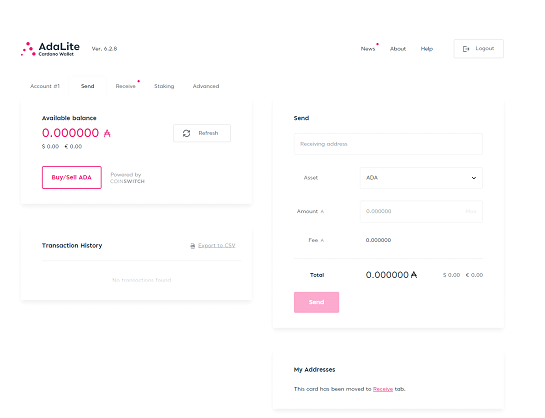 AdaLite
Cardano Wallet
Ver. 6.2.8
News About Help Logout
Account #1 Send Receive Staking Advanced
Available balance
0.000000 ₳
$ 0.00 € 0.00
Refresh
Buy/Sell ADA
Powered by
COINSWITCH
Transaction History
Export to CSV
No transactions found
Send
Receiving address
Asset ADA
Amount ₳ 0.000000 Max
Fee ₳ 0.000000
Total 0.000000 ₳ $ 0.00 € 0.00
Send
My Addresses
This card has been moved to Receive tab.